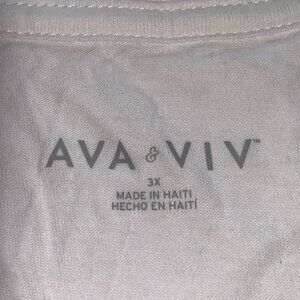 AVA & VIV™
3X
MADE IN HAITI
HECHO EN HAITÍ